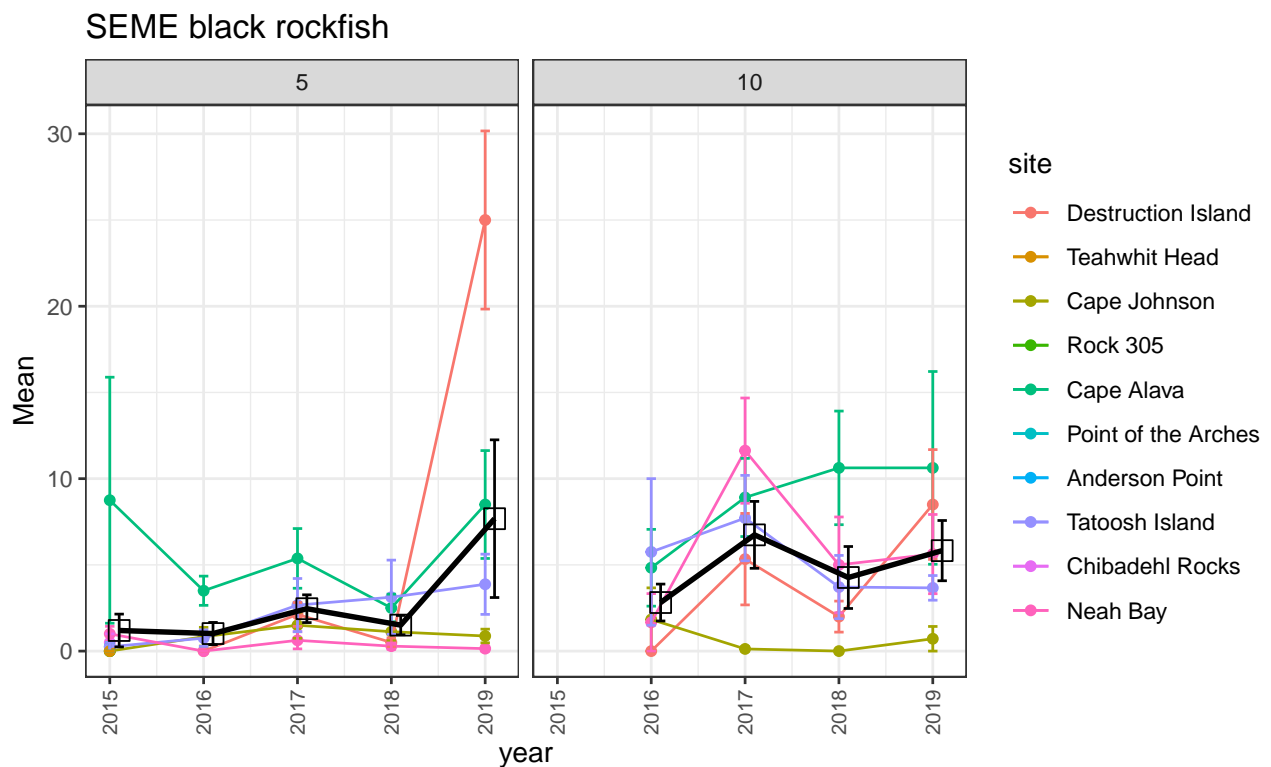 SEME black rockfish
5
10
30
20
10
0
Mean
2015
2016
2017
2018
2019
2015
2016
2017
2018
2019
year
site
Destruction Island
Teahwhit Head
Cape Johnson
Rock 305
Cape Alava
Point of the Arches
Anderson Point
Tatoosh Island
Chibadehl Rocks
Neah Bay